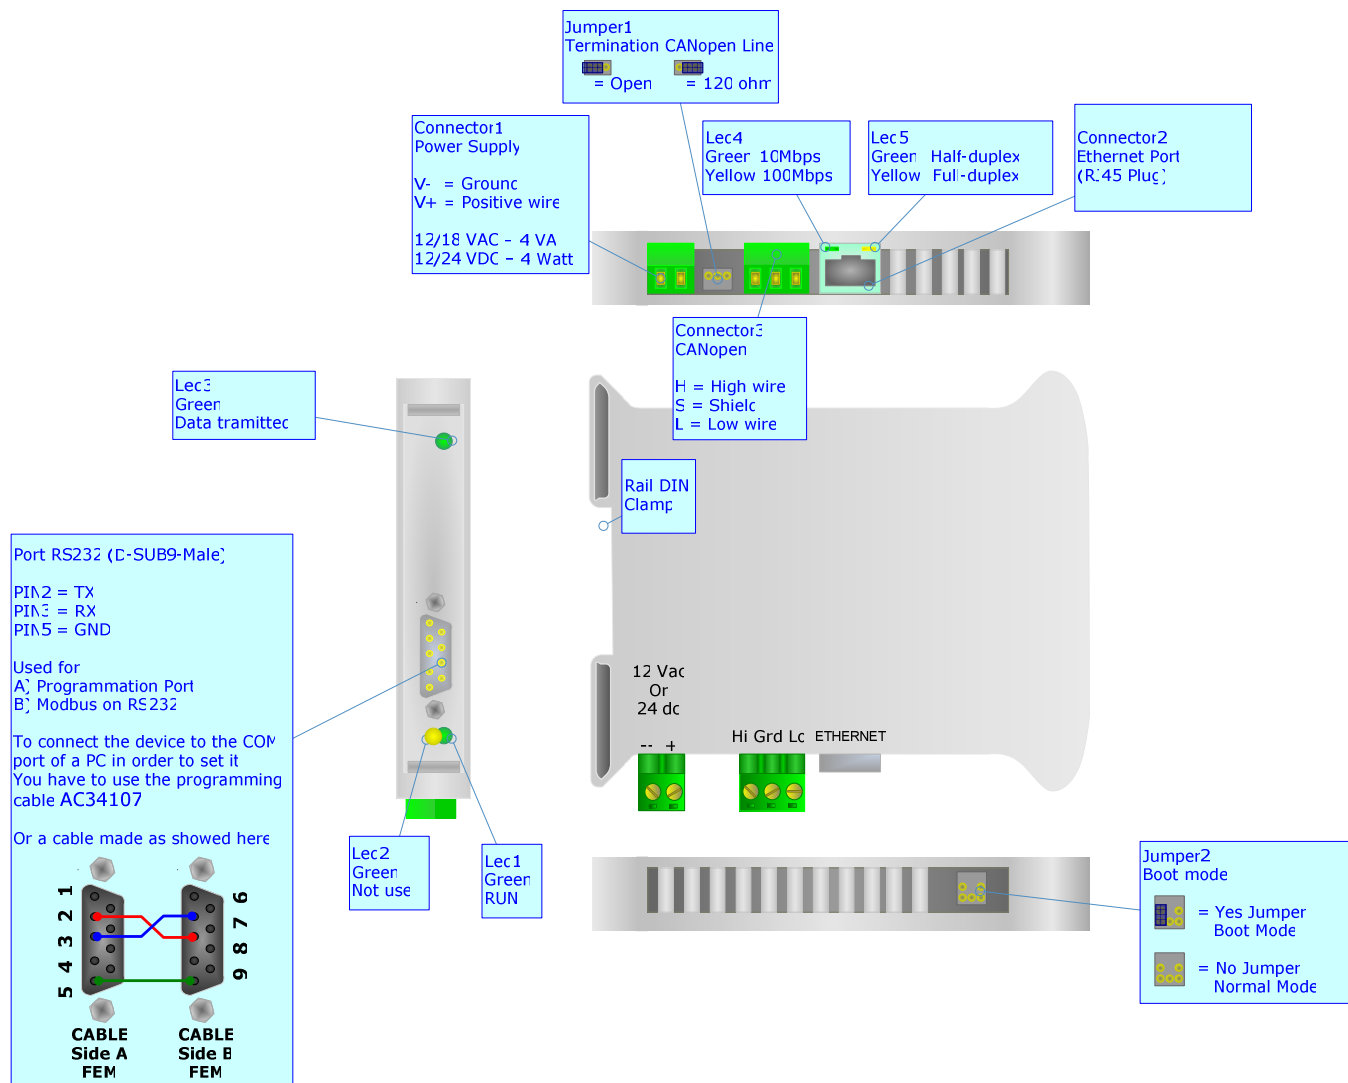 Jumper1
Termination CANopen Line
= Open = 120 ohm
Connector1
Power Supply
V- = Ground
V+ = Positive wire
12/18 VAC – 4 VA
12/24 VDC – 4 Watt
Led4
Green 10Mbps
Yellow 100Mbps
Led5
Green Half-duplex
Yellow Full-duplex
Connector2
Ethernet Port
(RJ45 Plug)
Connector3
CANopen
H = High wire
S = Shield
L = Low wire
Led3
Green
Data tramitted
Rail DIN
Clamp
Port RS232 (D-SUB9-Male)
PIN2 = TX
PIN3 = RX
PIN5 = GND
Used for
A) Programmation Port
B) Modbus on RS232
To connect the device to the COM
port of a PC in order to set it
You have to use the programming
cable AC34107
Or a cable made as showed here
1
2
3
4
5
6
7
8
9
CABLE
Side A
FEM
CABLE
Side B
FEM
12 Vac
Or
24 dc
-- +
Hi Grd Lo ETHERNET
Led2
Green
Not use
Led1
Green
RUN
Jumper2
Boot mode
= Yes Jumper
Boot Mode
= No Jumper
Normal Mode